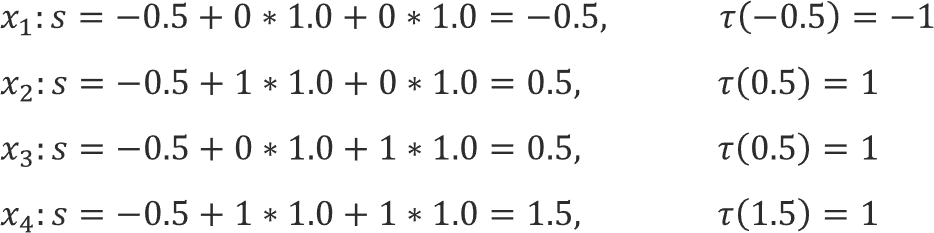 x₁: s = −0.5 + 0 ∗ 1.0 + 0 ∗ 1.0 = −0.5, τ(−0.5) = −1
x₂: s = −0.5 + 1 ∗ 1.0 + 0 ∗ 1.0 = 0.5, τ(0.5) = 1
x₃: s = −0.5 + 0 ∗ 1.0 + 1 ∗ 1.0 = 0.5, τ(0.5) = 1
x₄: s = −0.5 + 1 ∗ 1.0 + 1 ∗ 1.0 = 1.5, τ(1.5) = 1